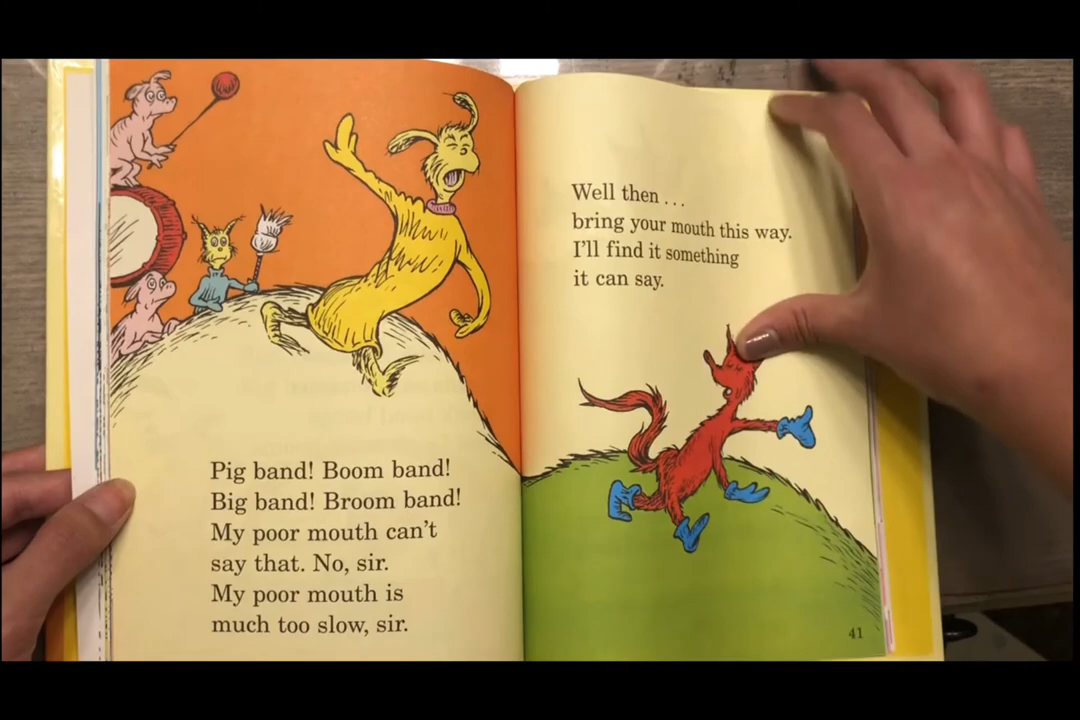 Pig band! Boom band!
Big band! Broom band!
My poor mouth can't
say that. No, sir.
My poor mouth is
much too slow, sir.
Well then . . .
bring your mouth this way.
I'll find it something
it can say.
41